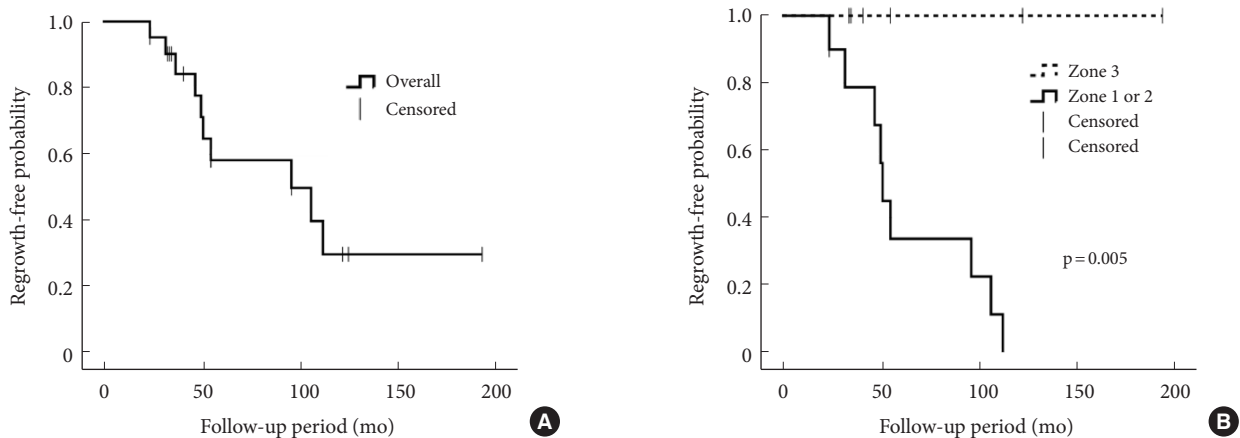 1.0
0.8
0.6
0.4
0.2
0
Regrowth-free probability
Overall
Censored
0 50 100 150 200
Follow-up period (mo)
A
1.0
0.8
0.6
0.4
0.2
0
Regrowth-free probability
Zone 3
Zone 1 or 2
Censored
Censored
p=0.005
0 50 100 150 200
Follow-up period (mo)
B